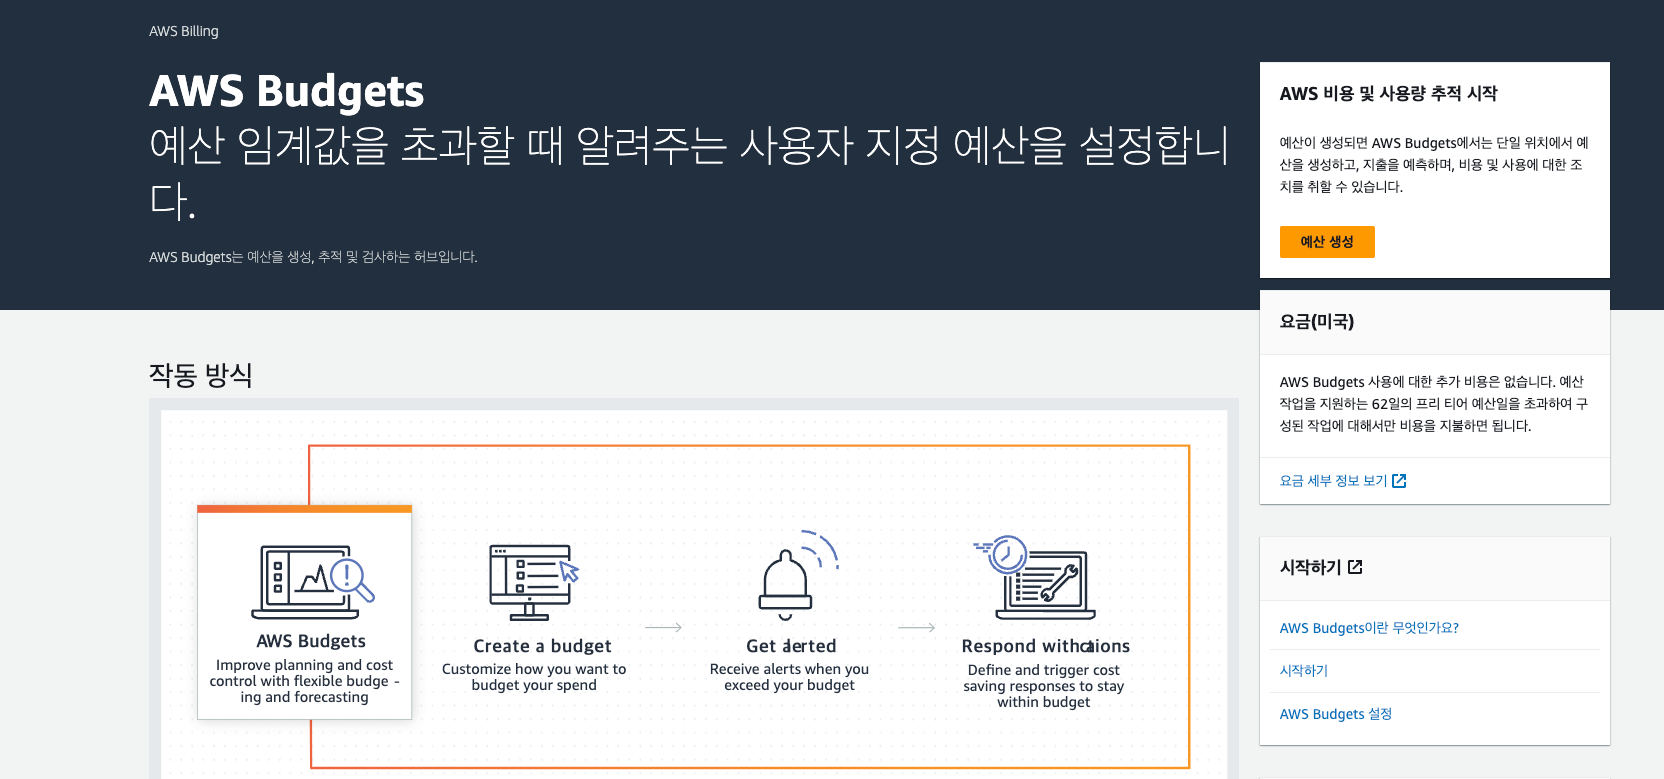 AWS Billing
AWS Budgets
예산 임계값을 초과할 때 알려주는 사용자 지정 예산을 설정합니
다.
AWS Budgets는 예산을 생성, 추적 및 검사하는 허브입니다.
AWS 비용 및 사용량 추적 시작
예산이 생성되면 AWS Budgets에서는 단일 위치에서 예
산을 생성하고, 지출을 예측하며, 비용 및 사용에 대한 조
치를 취할 수 있습니다.
예산 생성
요금(미국)
AWS Budgets 사용에 대한 추가 비용은 없습니다. 예산
작업을 지원하는 62일의 프리 티어 예산일을 초과하여 구
성된 작업에 대해서만 비용을 지불하면 됩니다.
요금 세부 정보 보기
시작하기
AWS Budgets이란 무엇인가요?
시작하기
AWS Budgets 설정
작동 방식
AWS Budgets
Improve planning and cost
control with flexible budge -
ing and forecasting
Create a budget
Customize how you want to
budget your spend
Get alerted
Receive alerts when you
exceed your budget
Respond with actions
Define and trigger cost
saving responses to stay
within budget